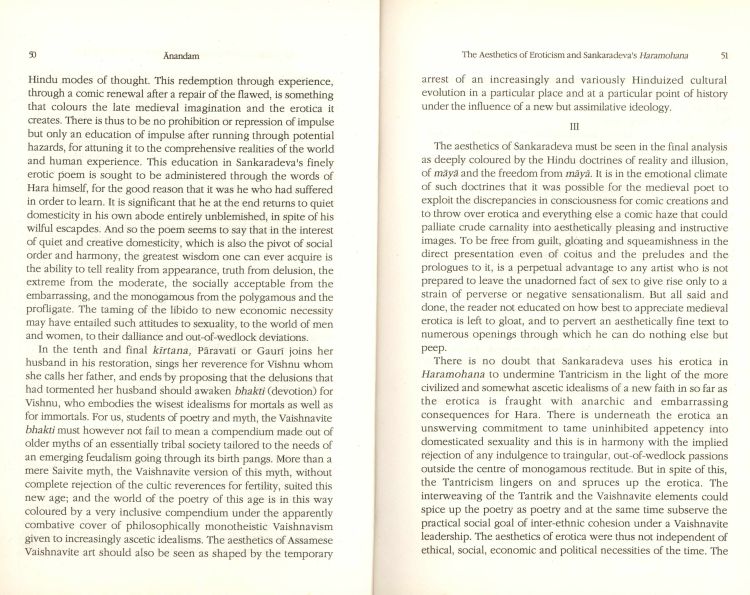 50
Ānandam
Hindu modes of thought. This redemption through experience,
through a comic renewal after a repair of the flawed, is something
that colours the late medieval imagination and the erotica it
creates. There is thus to be no prohibition or repression of impulse
but only an education of impulse after running through potential
hazards, for attuning it to the comprehensive realities of the world
and human experience. This education in Sankaradeva's finely
erotic poem is sought to be administered through the words of
Hara himself, for the good reason that it was he who had suffered
in order to learn. It is significant that he at the end returns to quiet
domesticity in his own abode entirely unblemished, in spite of his
wilful escapdes. And so the poem seems to say that in the interest
of quiet and creative domesticity, which is also the pivot of social
order and harmony, the greatest wisdom one can ever acquire is
the ability to tell reality from appearance, truth from delusion, the
extreme from the moderate, the socially acceptable from the
embarrassing, and the monogamous from the polygamous and the
profligate. The taming of the libido to new economic necessity
may have entailed such attitudes to sexuality, to the world of men
and women, to their dalliance and out-of-wedlock deviations.
In the tenth and final kīrtana, Pāravatī or Gaurī joins her
husband in his restoration, sings her reverence for Vishnu whom
she calls her father, and ends by proposing that the delusions that
had tormented her husband should awaken bhakti (devotion) for
Vishnu, who embodies the wisest idealisms for mortals as well as
for immortals. For us, students of poetry and myth, the Vaishnavite
bhakti must however not fail to mean a compendium made out of
older myths of an essentially tribal society tailored to the needs of
an emerging feudalism going through its birth pangs. More than a
mere Saivite myth, the Vaishnavite version of this myth, without
complete rejection of the cultic reverences for fertility, suited this
new age; and the world of the poetry of this age is in this way
coloured by a very inclusive compendium under the apparently
combative cover of philosophically monotheistic Vaishnavism
given to increasingly ascetic idealisms. The aesthetics of Assamese
Vaishnavite art should also be seen as shaped by the temporary
The Aesthetics of Eroticism and Sankaradeva's Haramohana
51
arrest of an increasingly and variously Hinduized cultural
evolution in a particular place and at a particular point of history
under the influence of a new but assimilative ideology.
III
The aesthetics of Sankaradeva must be seen in the final analysis
as deeply coloured by the Hindu doctrines of reality and illusion,
of māyā and the freedom from māyā. It is in the emotional climate
of such doctrines that it was possible for the medieval poet to
exploit the discrepancies in consciousness for comic creations and
to throw over erotica and everything else a comic haze that could
palliate crude carnality into aesthetically pleasing and instructive
images. To be free from guilt, gloating and squeamishness in the
direct presentation even of coitus and the preludes and the
prologues to it, is a perpetual advantage to any artist who is not
prepared to leave the unadorned fact of sex to give rise only to a
strain of perverse or negative sensationalism. But all said and
done, the reader not educated on how best to appreciate medieval
erotica is left to gloat, and to pervert an aesthetically fine text to
numerous openings through which he can do nothing else but
peep.
There is no doubt that Sankaradeva uses his erotica in
Haramohana to undermine Tantricism in the light of the more
civilized and somewhat ascetic idealisms of a new faith in so far as
the erotica is fraught with anarchic and embarrassing
consequences for Hara. There is underneath the erotica an
unswerving commitment to tame uninhibited appetency into
domesticated sexuality and this is in harmony with the implied
rejection of any indulgence to traingular, out-of-wedlock passions
outside the centre of monogamous rectitude. But in spite of this,
the Tantricism lingers on and spruces up the erotica. The
interweaving of the Tantrik and the Vaishnavite elements could
spice up the poetry as poetry and at the same time subserve the
practical social goal of inter-ethnic cohesion under a Vaishnavite
leadership. The aesthetics of erotica were thus not independent of
ethical, social, economic and political necessities of the time. The